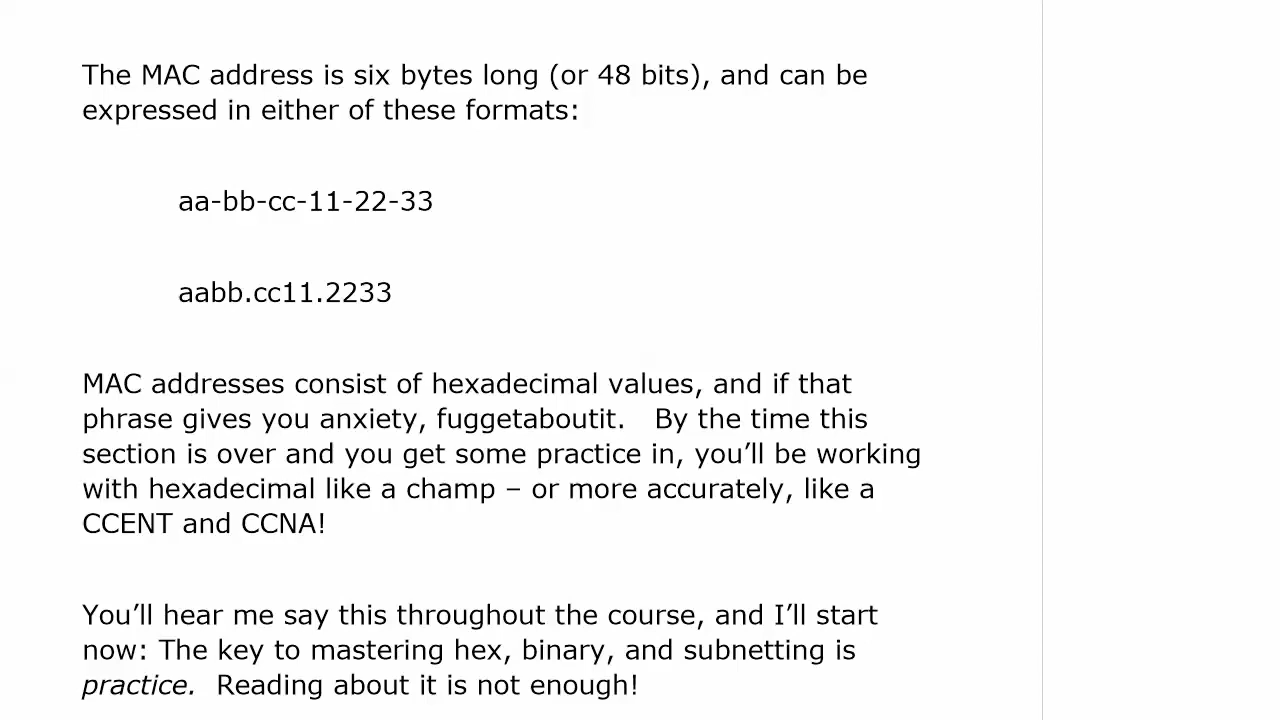 The MAC address is six bytes long (or 48 bits), and can be
expressed in either of these formats:
aa-bb-cc-11-22-33
aabb.cc11.2233
MAC addresses consist of hexadecimal values, and if that
phrase gives you anxiety, fuggetaboutit.   By the time this
section is over and you get some practice in, you’ll be working
with hexadecimal like a champ – or more accurately, like a
CCENT and CCNA!
You’ll hear me say this throughout the course, and I’ll start
now: The key to mastering hex, binary, and subnetting is
practice.  Reading about it is not enough!